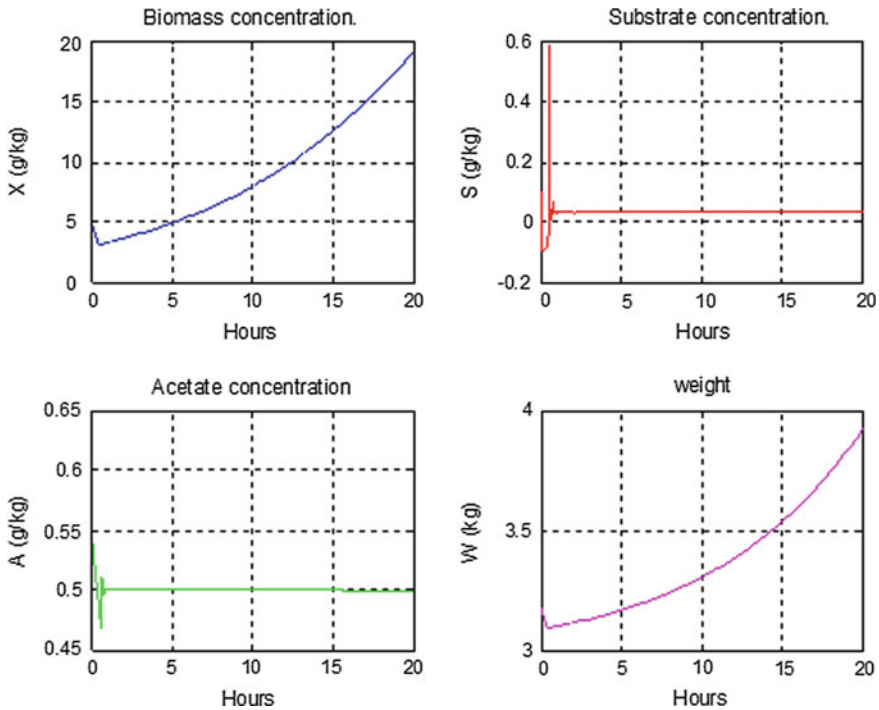 Biomass concentration.
20
15
10
5
0
X (g/kg)
0 5 10 15 20
Hours
Substrate concentration.
0.6
0.4
0.2
0
-0.2
S (g/kg)
0 5 10 15 20
Hours
Acetate concentration
0.65
0.6
0.55
0.5
0.45
A (g/kg)
0 5 10 15 20
Hours
weight
4
3.5
3
W (kg)
0 5 10 15 20
Hours